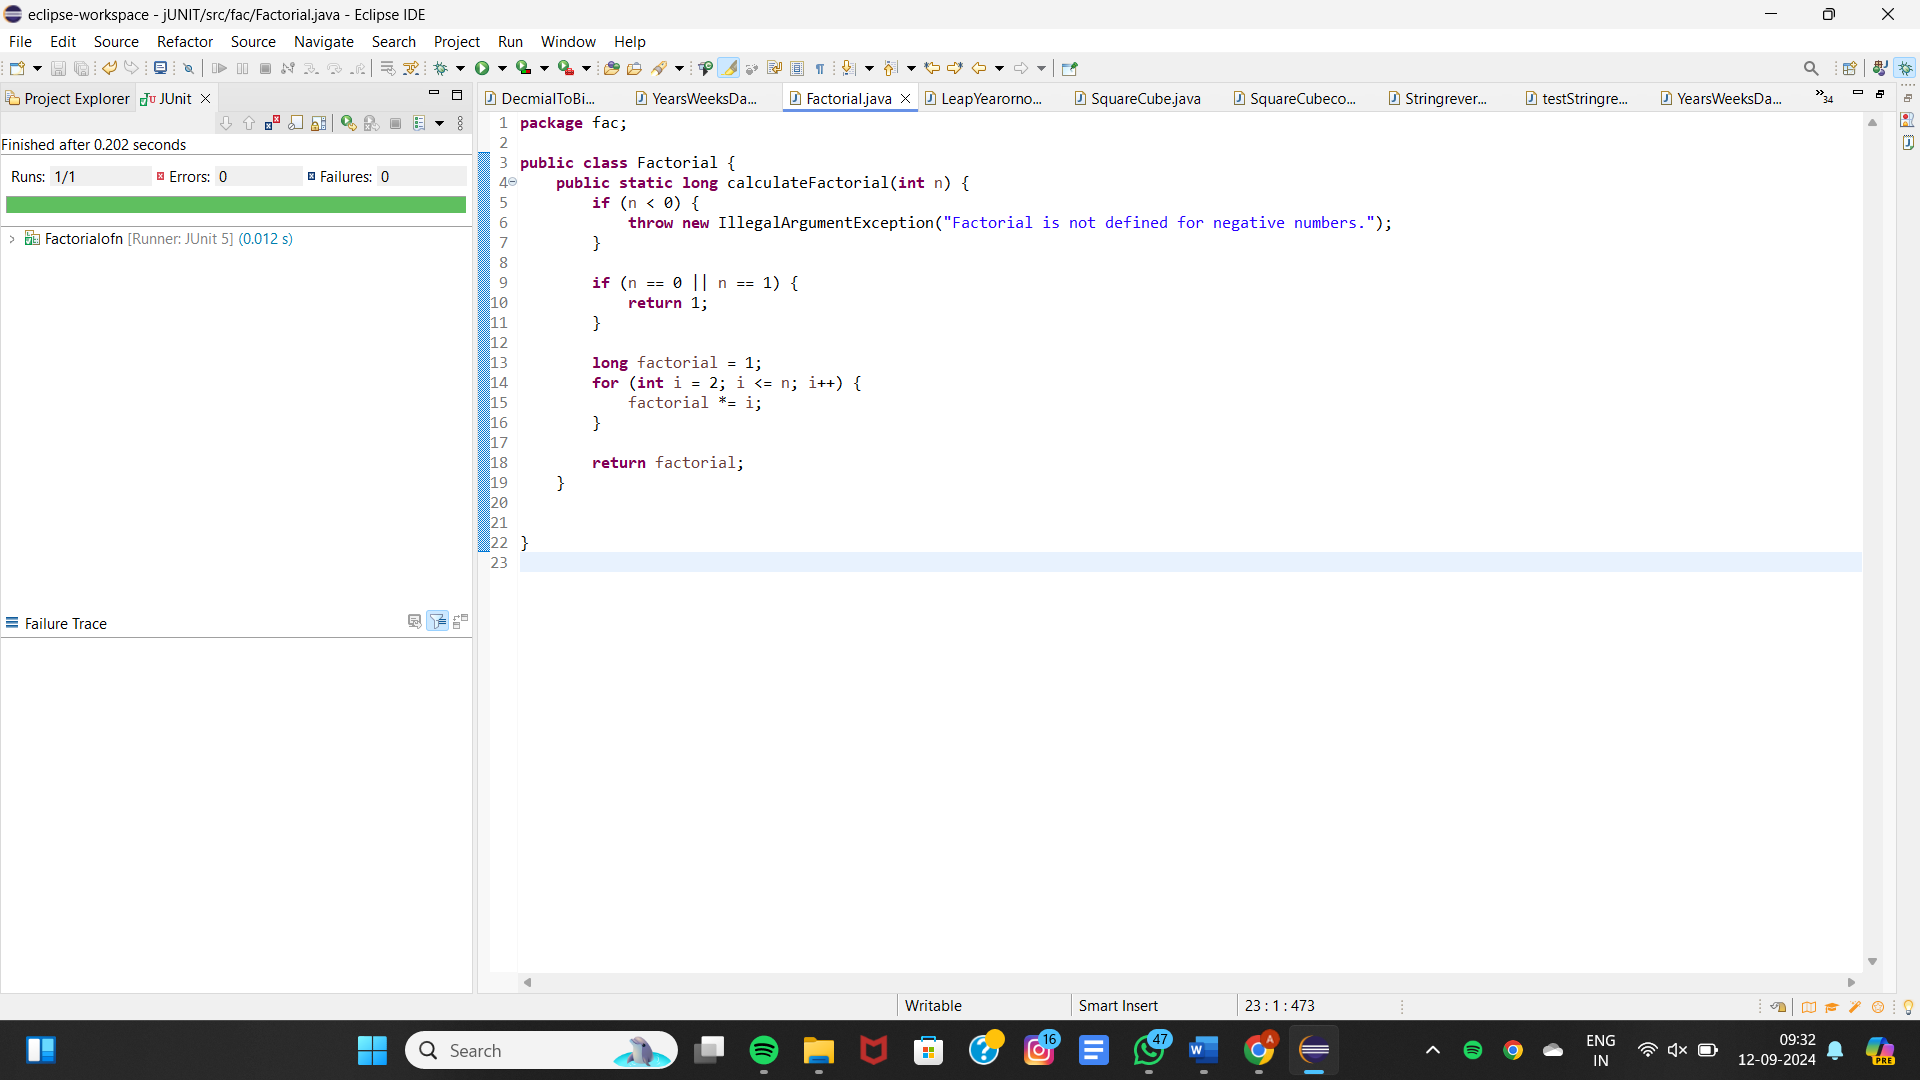 eclipse-workspace - jUNIT/src/fac/Factorial.java - Eclipse IDE
File Edit Source Refactor Source Navigate Search Project Run Window Help
Project Explorer JUnit
DecmialToBi... YearsWeeksDa... Factorial.java LeapYearorno... SquareCube.java SquareCubeco... Stringrever... testStringre... YearsWeeksDa... »34
Finished after 0.202 seconds
Runs: 1/1 Errors: 0 Failures: 0
Factorialofn [Runner: JUnit 5] (0.012 s)
Failure Trace
1 package fac;
2
3 public class Factorial {
4 public static long calculateFactorial(int n) {
5 if (n < 0) {
6 throw new IllegalArgumentException("Factorial is not defined for negative numbers.");
7 }
8
9 if (n == 0 || n == 1) {
10 return 1;
11 }
12
13 long factorial = 1;
14 for (int i = 2; i <= n; i++) {
15 factorial *= i;
16 }
17
18 return factorial;
19 }
20
21
22 }
23
Writable Smart Insert 23 : 1 : 473
Search
16
47
A
ENG
IN
09:32
12-09-2024
PRE